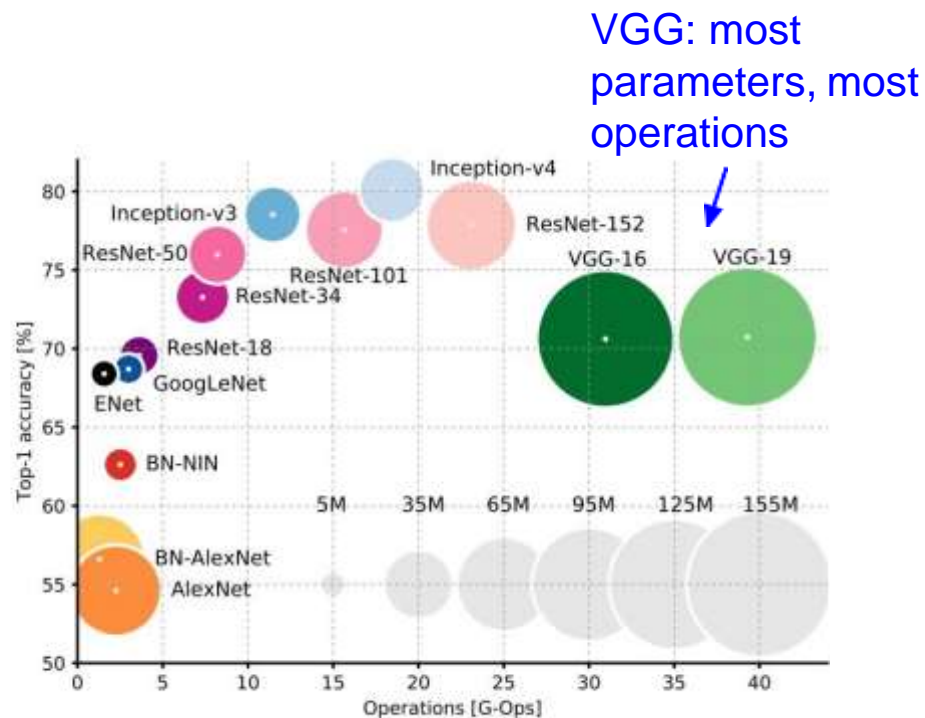 VGG: most
parameters, most
operations
Inception-v4
80
Inception-v3
ResNet-152
ResNet-50
VGG-16
VGG-19
75
ResNet-101
ResNet-34
70
ResNet-18
GoogLeNet
ENet
65
BN-NIN
60
5M 35M 65M 95M 125M 155M
BN-AlexNet
55
AlexNet
50
Top-1 accuracy [%]
0 5 10 15 20 25 30 35 40
Operations [G-Ops]